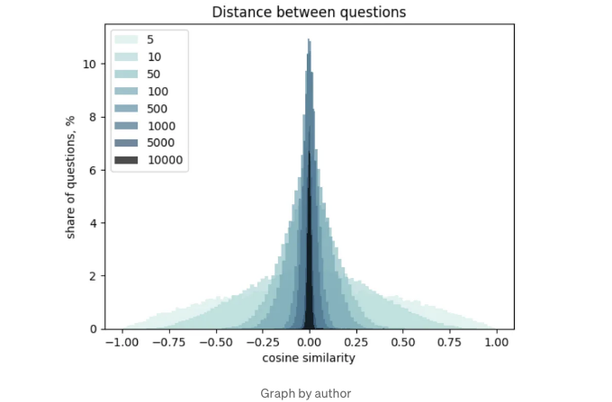 Distance between questions
5
10
50
100
500
1000
5000
10000
share of questions, %
10
8
6
4
2
0
−1.00 −0.75 −0.50 −0.25 0.00 0.25 0.50 0.75 1.00
cosine similarity
Graph by author